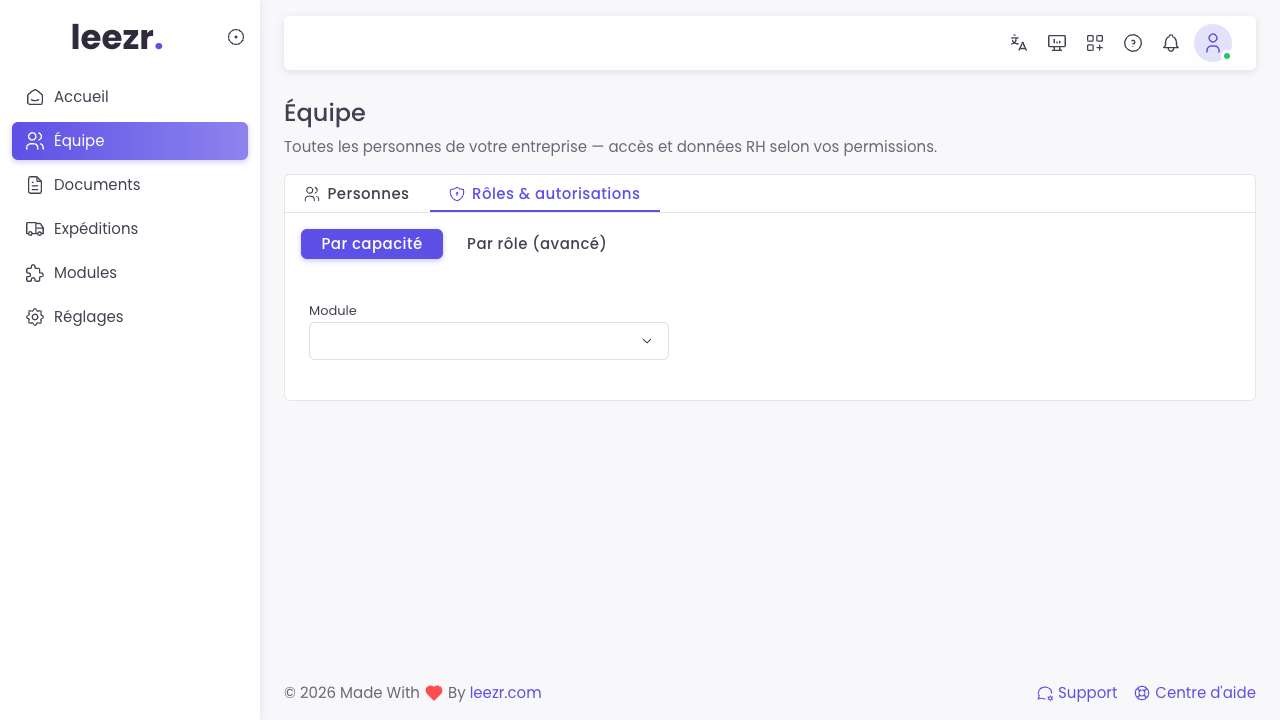 leezr.
Accueil
Équipe
Documents
Expéditions
Modules
Réglages
Équipe
Toutes les personnes de votre entreprise — accès et données RH selon vos permissions.
Personnes
Rôles & autorisations
Par capacité
Par rôle (avancé)
Module
© 2026 Made With ❤ By leezr.com
Support
Centre d'aide